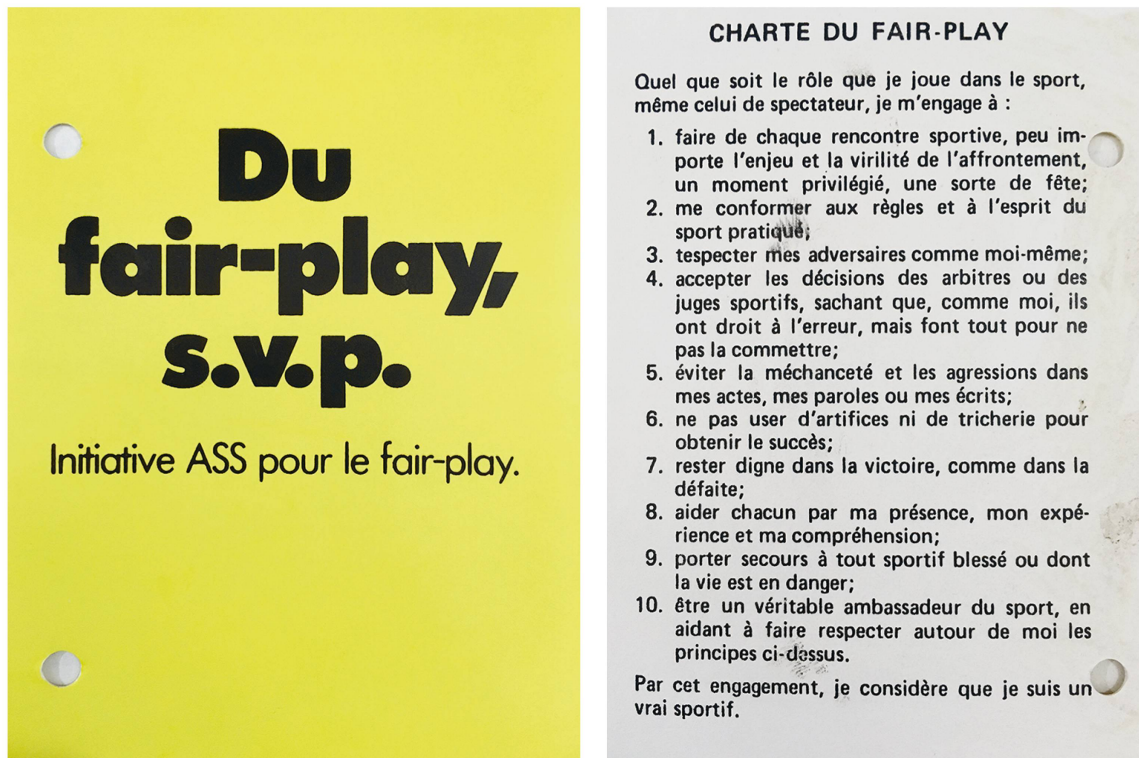 Du
fair-play,
s.v.p.
Initiative ASS pour le fair-play.
CHARTE DU FAIR-PLAY
Quel que soit le rôle que je joue dans le sport,
même celui de spectateur, je m'engage à :
1. faire de chaque rencontre sportive, peu im-
porte l'enjeu et la virilité de l'affrontement,
un moment privilégié, une sorte de fête;
2. me conformer aux règles et à l'esprit du
sport pratiqué;
3. tespecter mes adversaires comme moi-même;
4. accepter les décisions des arbitres ou des
juges sportifs, sachant que, comme moi, ils
ont droit à l'erreur, mais font tout pour ne
pas la commettre;
5. éviter la méchanceté et les agressions dans
mes actes, mes paroles ou mes écrits;
6. ne pas user d'artifices ni de tricherie pour
obtenir le succès;
7. rester digne dans la victoire, comme dans la
défaite;
8. aider chacun par ma présence, mon expé-
rience et ma compréhension;
9. porter secours à tout sportif blessé ou dont
la vie est en danger;
10. être un véritable ambassadeur du sport, en
aidant à faire respecter autour de moi les
principes ci-dessus.
Par cet engagement, je considère que je suis un
vrai sportif.